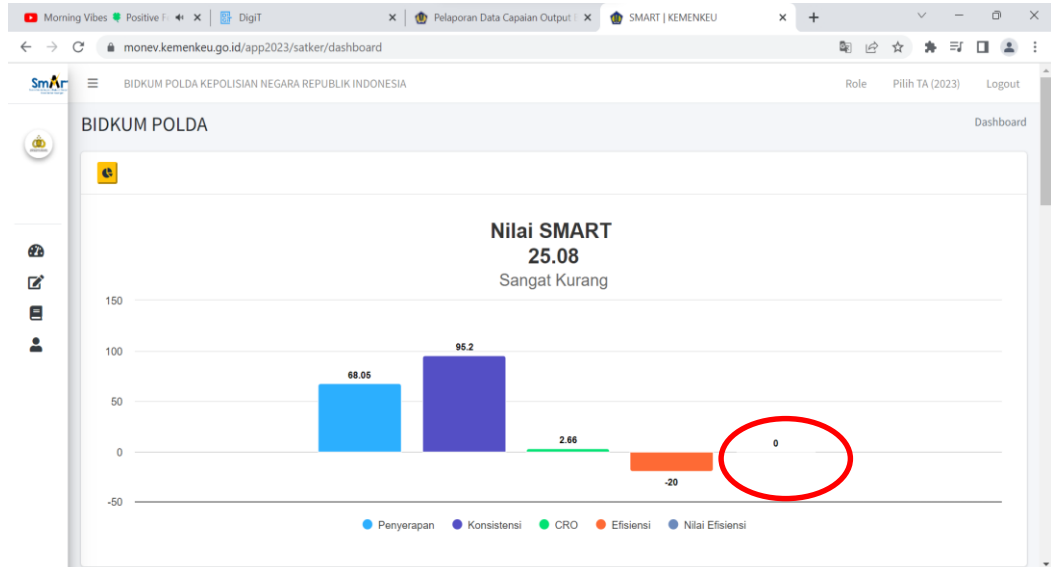 Morning Vibes Positive F
DigiT
Pelaporan Data Capaian Output
SMART | KEMENKEU
monev.kemenkeu.go.id/app2023/satker/dashboard
SmArt
BIDKUM POLDA KEPOLISIAN NEGARA REPUBLIK INDONESIA
Role
Pilih TA (2023)
Logout
BIDKUM POLDA
Dashboard
Nilai SMART
25.08
Sangat Kurang
150
100
50
0
-50
68.05
95.2
2.66
-20
0
Penyerapan
Konsistensi
CRO
Efisiensi
Nilai Efisiensi